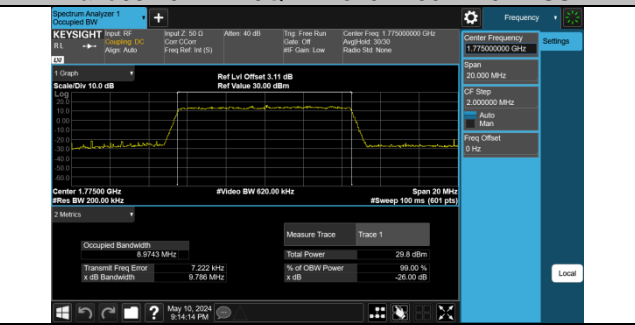 Spectrum Analyzer 1
Occupied BW
Frequency
KEYSIGHT
Input: RF
Coupling: DC
Align: Auto
Input Z: 50 Ω
Corr CCorr
Freq Ref: Int (S)
Atten: 40 dB
Trig: Free Run
Gate: Off
#IF Gain: Low
Center Freq: 1.775000000 GHz
Avg|Hold: 30/30
Radio Std: None
RL
LVI
Center Frequency
1.775000000 GHz
Settings
Span
20.000 MHz
CF Step
2.000000 MHz
Auto
Man
Freq Offset
0 Hz
Local
1 Graph
Scale/Div 10.0 dB
Ref Lvl Offset 3.11 dB
Ref Value 30.00 dBm
Log
20.0
10.0
0.00
-10.0
-20.0
-30.0
-40.0
-50.0
-60.0
Center 1.77500 GHz
#Video BW 620.00 kHz
Span 20 MHz
#Res BW 200.00 kHz
#Sweep 100 ms (601 pts)
2 Metrics
Measure Trace
Trace 1
Occupied Bandwidth
8.9743 MHz
Total Power
29.8 dBm
Transmit Freq Error
7.222 kHz
% of OBW Power
99.00 %
x dB Bandwidth
9.786 MHz
x dB
-26.00 dB
May 10, 2024
9:14:14 PM